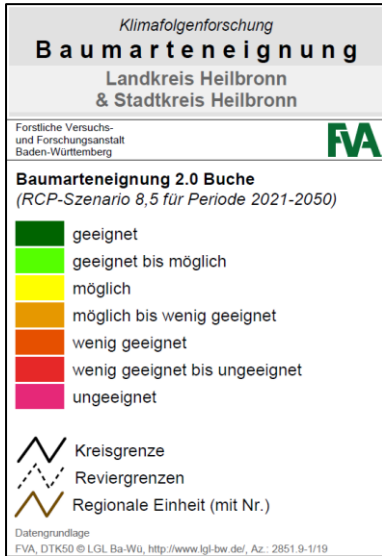 Klimafolgenforschung
Baumarteneignung
Landkreis Heilbronn
& Stadtkreis Heilbronn
Forstliche Versuchs-
und Forschungsanstalt
Baden-Württemberg
FVA
Baumarteneignung 2.0 Buche
(RCP-Szenario 8,5 für Periode 2021-2050)
geeignet
geeignet bis möglich
möglich
möglich bis wenig geeignet
wenig geeignet
wenig geeignet bis ungeeignet
ungeeignet
Kreisgrenze
Reviergrenzen
Regionale Einheit (mit Nr.)
Datengrundlage
FVA, DTK50 © LGL Ba-Wü, http://www.lgl-bw.de/, Az.: 2851.9-1/19